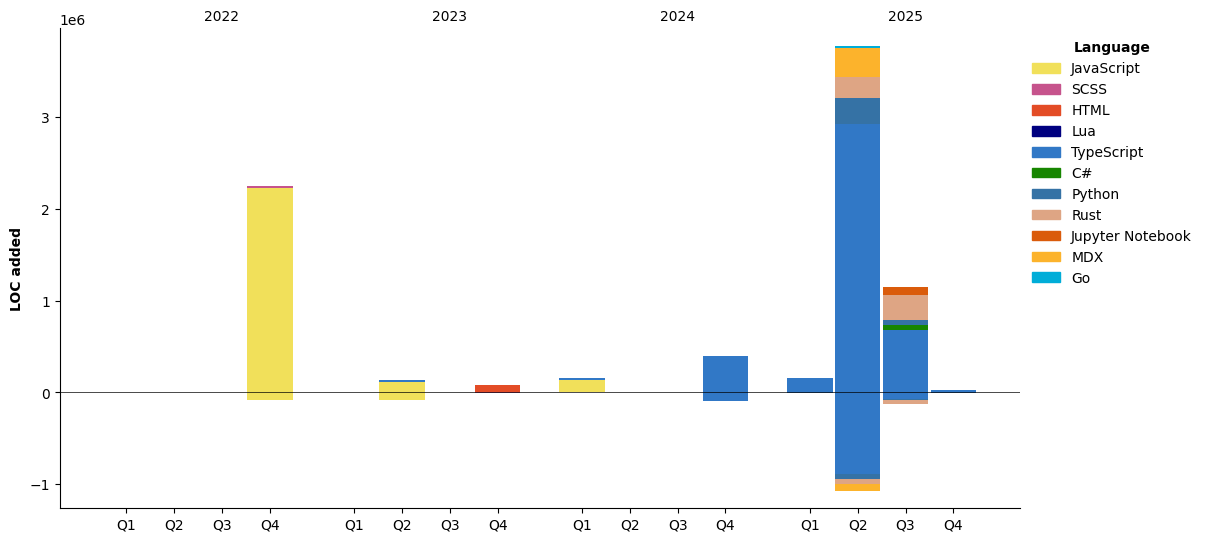 1e6
2022 2023 2024 2025
Language
JavaScript
SCSS
HTML
Lua
TypeScript
C#
Python
Rust
Jupyter Notebook
MDX
Go
LOC added
3
2
1
0
−1
Q1 Q2 Q3 Q4 Q1 Q2 Q3 Q4 Q1 Q2 Q3 Q4 Q1 Q2 Q3 Q4